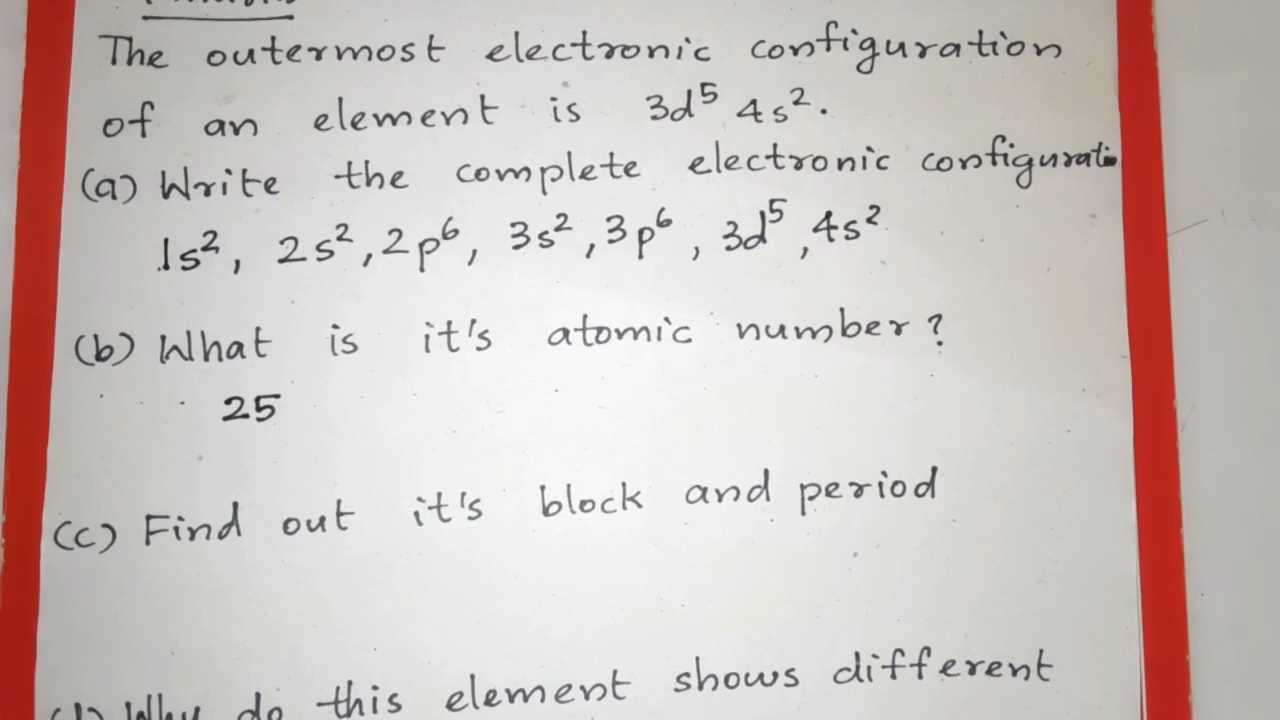 The outermost electronic configuration
of an element is 3d⁵ 4s².
(a) Write the complete electronic configuratio
1s², 2s², 2p⁶, 3s², 3p⁶, 3d⁵, 4s²
(b) What is it's atomic number?
25
(c) Find out it's block and period
Why do this element shows different